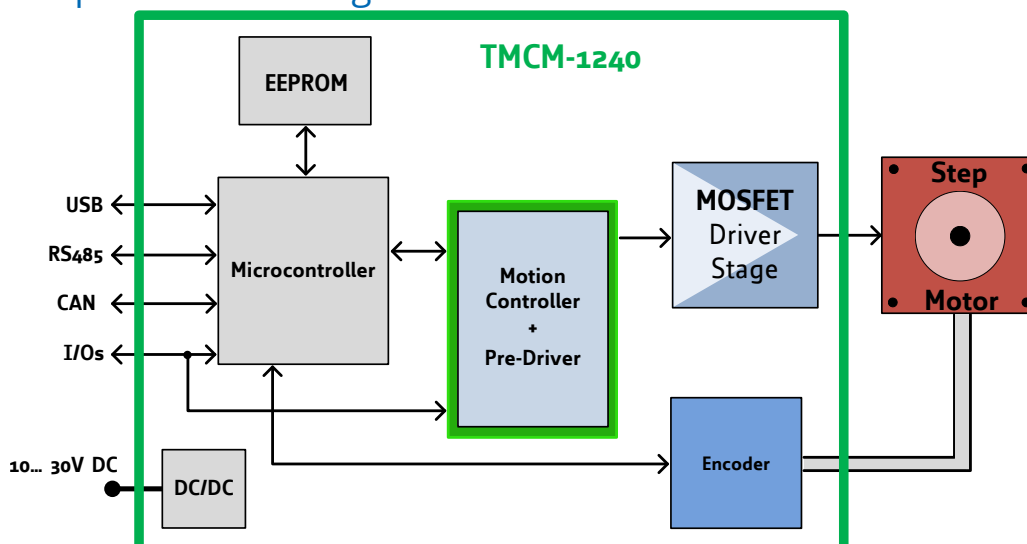 TMCM-1240
EEPROM
USB
RS485
CAN
I/Os
Microcontroller
Motion
Controller
+
Pre-Driver
MOSFET
Driver
Stage
Step
Motor
Encoder
10... 30V DC
DC/DC